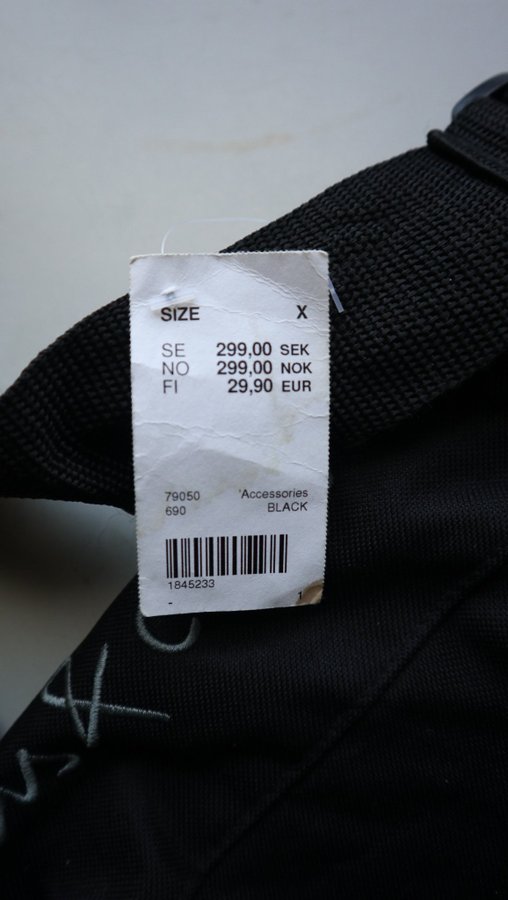 SIZE X
SE 299,00 SEK
NO 299,00 NOK
FI 29,90 EUR
79050 'Accessories
690 BLACK
1845233
- 1